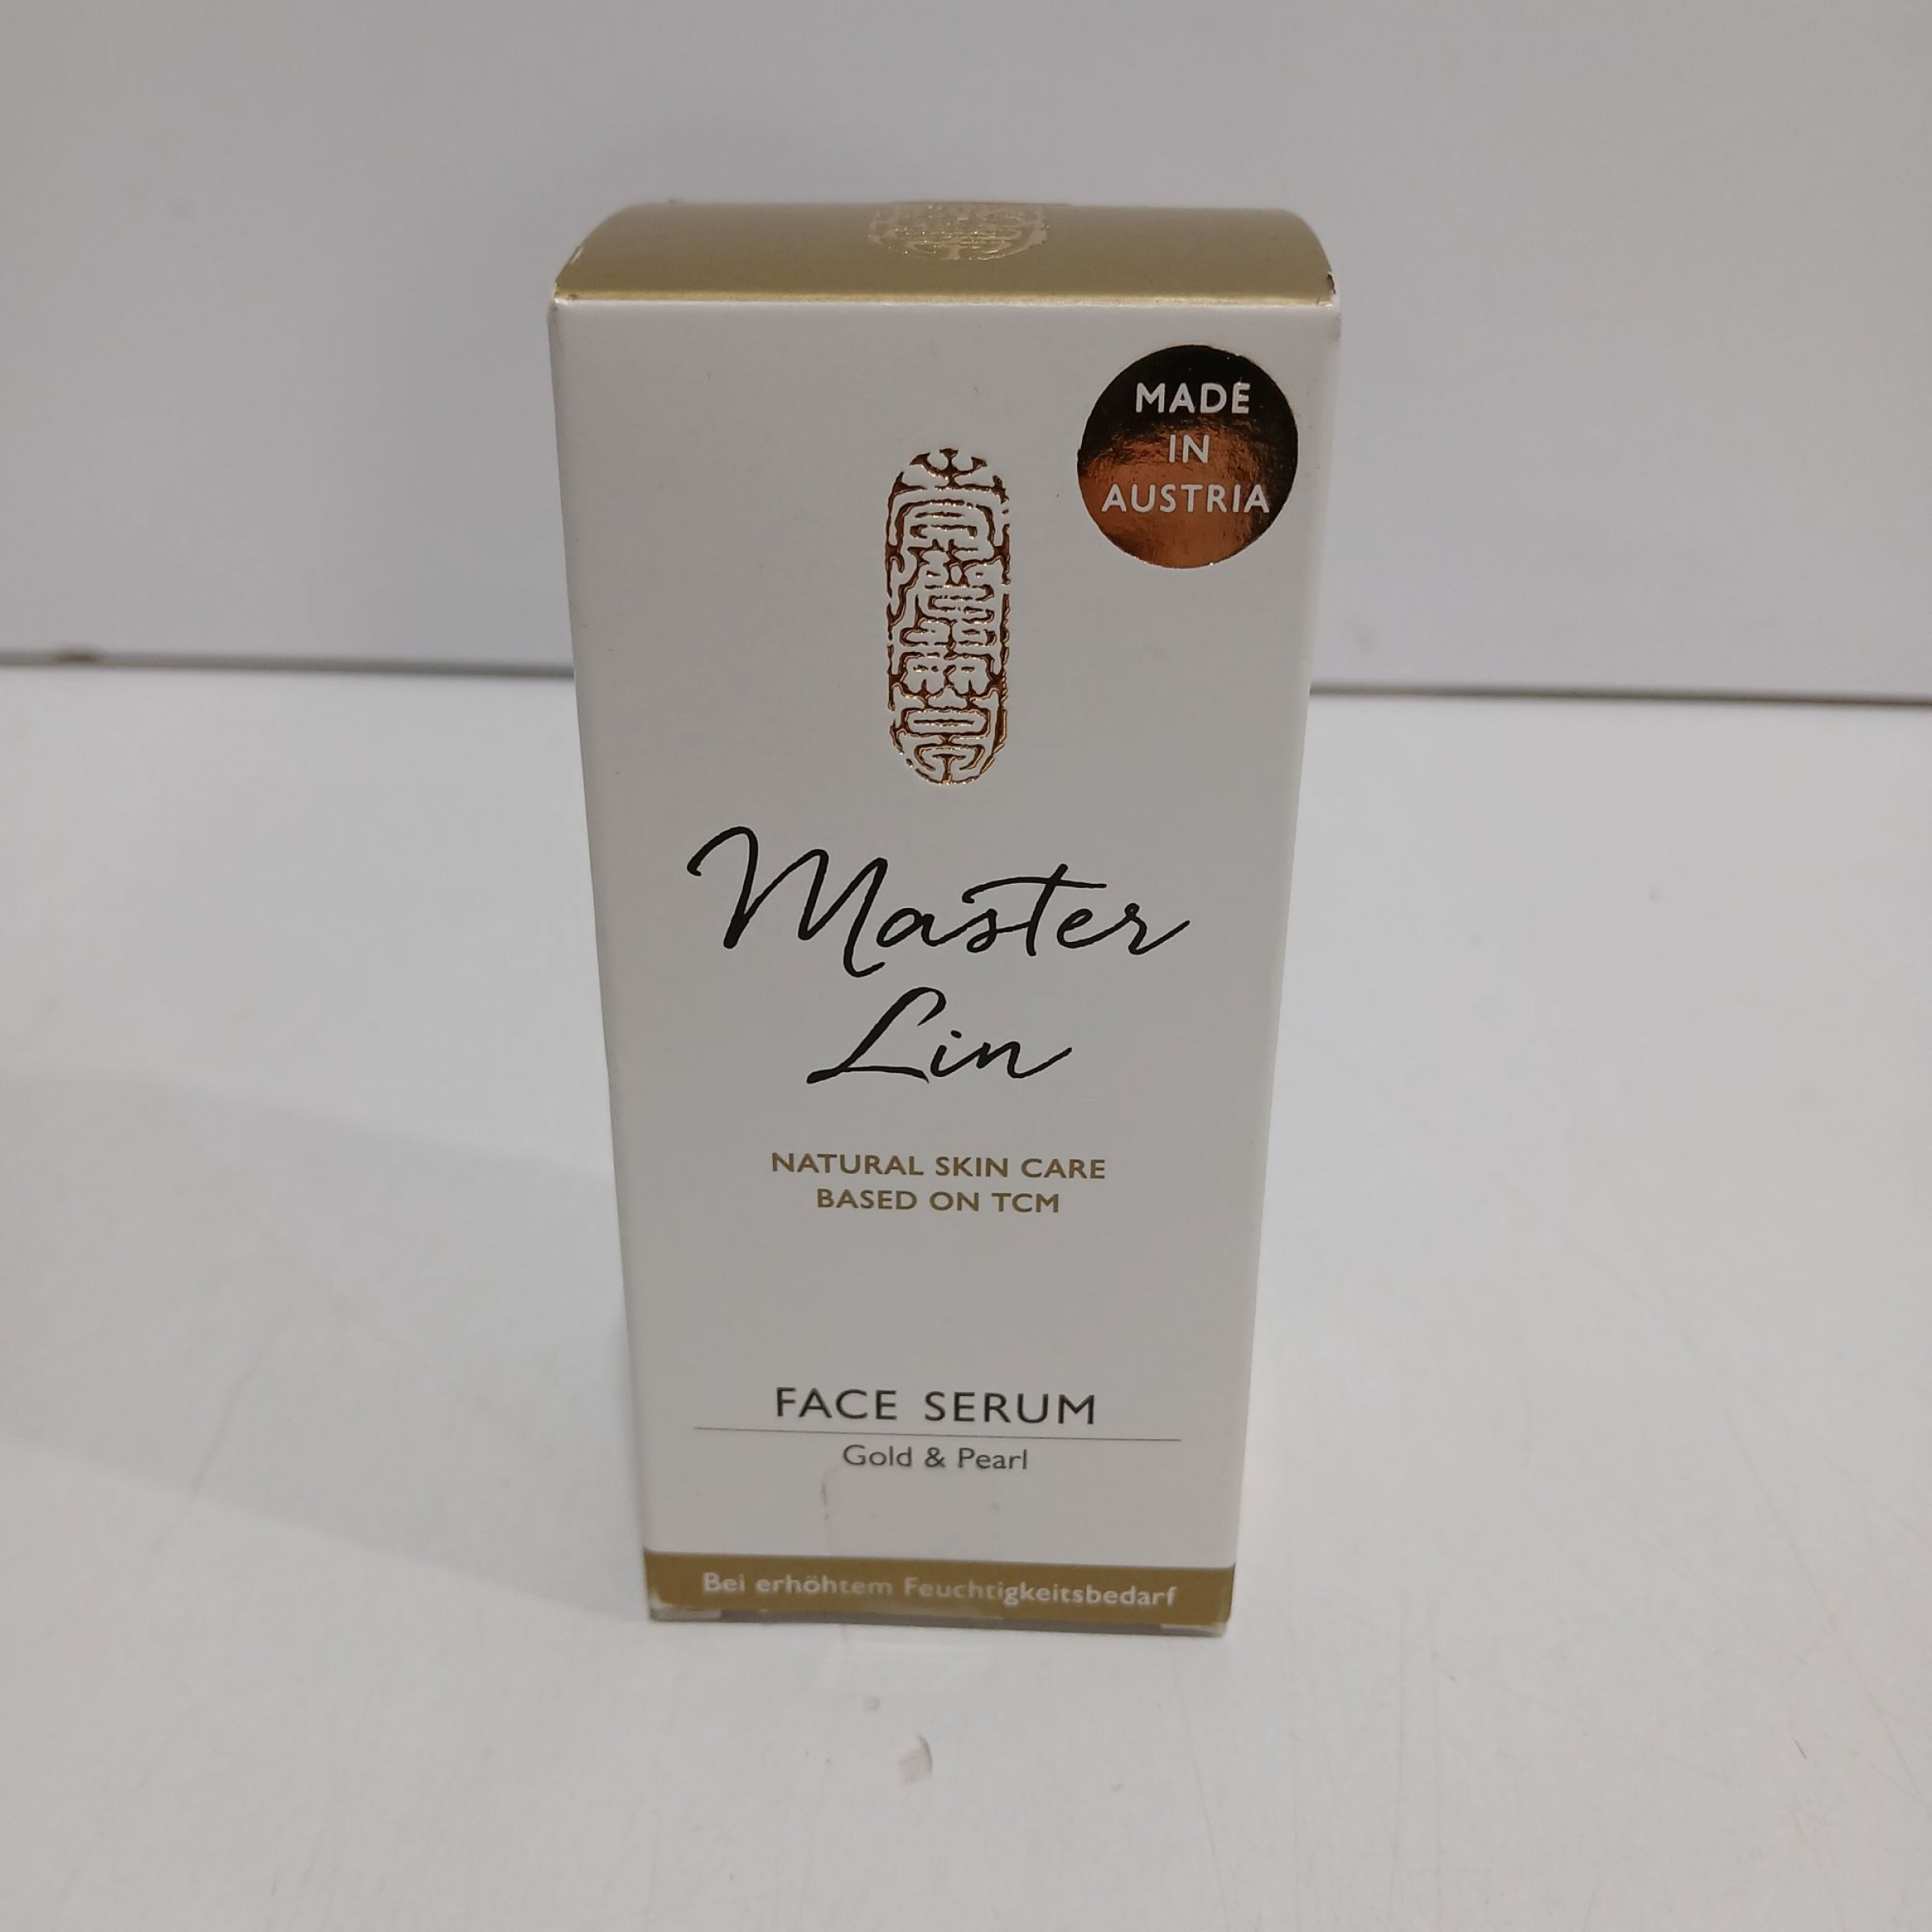 MADE
IN
AUSTRIA
Master
Lin
NATURAL SKIN CARE
BASED ON TCM
FACE SERUM
Gold & Pearl
Bei erhöhtem Feuchtigkeitsbedarf